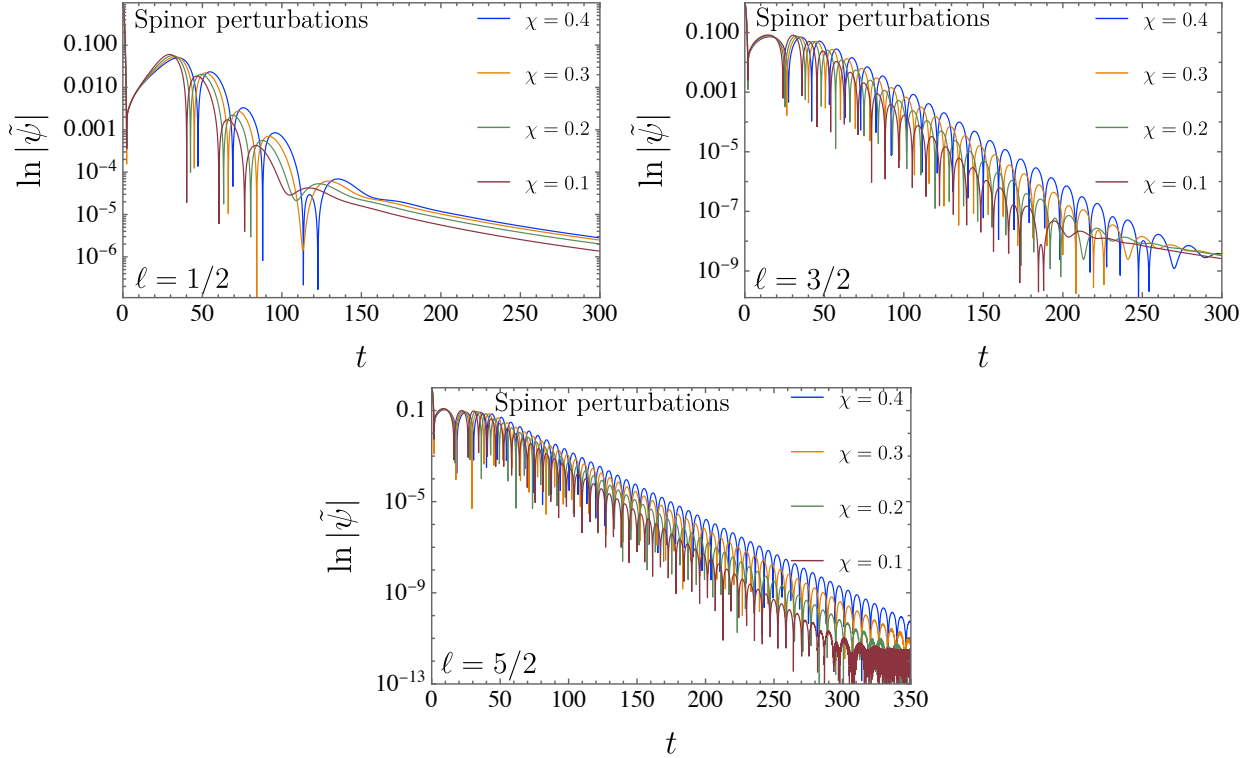 Spinor perturbations
χ = 0.4
χ = 0.3
χ = 0.2
χ = 0.1
0.100
0.010
0.001
10⁻⁴
10⁻⁵
10⁻⁶
ln |ψ̃|
ℓ = 1/2
0 50 100 150 200 250 300
t
Spinor perturbations
χ = 0.4
χ = 0.3
χ = 0.2
χ = 0.1
0.100
0.001
10⁻⁵
10⁻⁷
10⁻⁹
ln |ψ̃|
ℓ = 3/2
0 50 100 150 200 250 300
t
Spinor perturbations
χ = 0.4
χ = 0.3
χ = 0.2
χ = 0.1
0.1
10⁻⁵
10⁻⁹
10⁻¹³
ln |ψ̃|
ℓ = 5/2
0 50 100 150 200 250 300 350
t